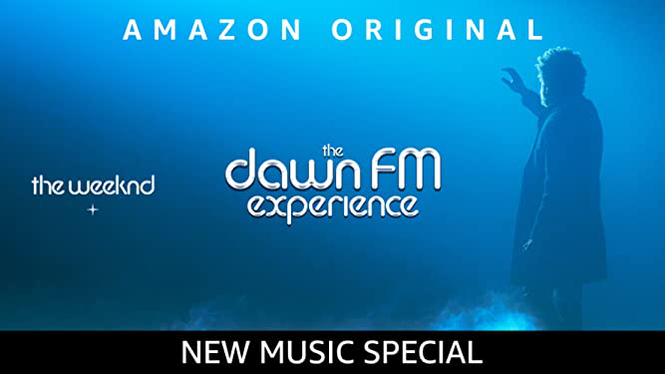 AMAZON ORIGINAL
the weeknd
the
dawn FM
experience
NEW MUSIC SPECIAL